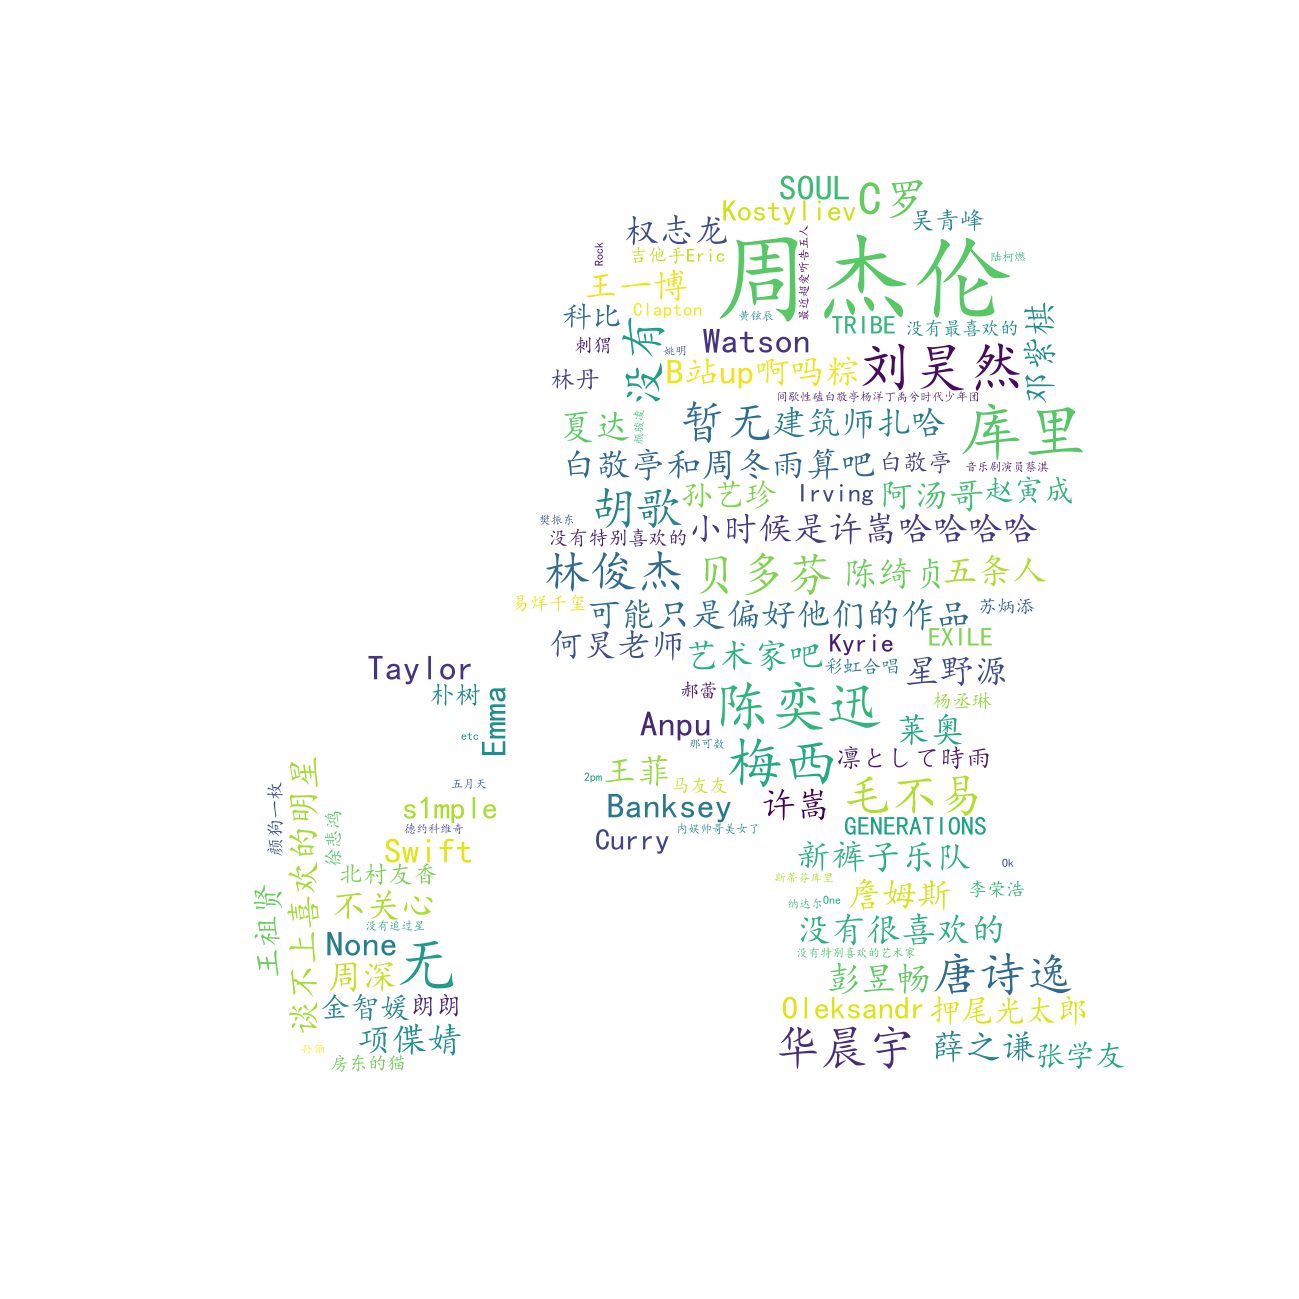 SOUL
C罗
Kostyliev
吴青峰
权志龙
周杰伦
最近超爱听告五人
Rock
吉他手Eric
陆柯燃
王一博
Clapton
科比
黄铉辰
TRIBE
没有最喜欢的
邓紫棋
刺猬
没有
姚明
Watson
B站up啊吗粽
刘昊然
林丹
间歇性磕白敬亭杨洋丁禹兮时代少年团
夏达
颜骏凌
暂无
建筑师扎哈
库里
白敬亭和周冬雨算吧
白敬亭
音乐剧演员蔡淇
胡歌
孙艺珍
Irving
阿汤哥
赵寅成
樊振东
没有特别喜欢的
小时候是许嵩哈哈哈哈
林俊杰
贝多芬
陈绮贞
五条人
易烊千玺
可能只是偏好他们的作品
苏炳添
何炅老师
艺术家吧
Kyrie
EXILE
彩虹合唱
星野源
Taylor
朴树
Emma
etc
郝蕾
陈奕迅
杨丞琳
Anpu
莱奥
那可数
梅西
凛として時雨
2pm
王菲
马友友
五月天
谈不上喜欢的明星
颜狗一枚
徐悲鸿
s1mple
Banksey
许嵩
毛不易
德约科维奇
内娱帅哥美女了
GENERATIONS
Swift
Curry
新裤子乐队
Ok
北村友香
斯蒂芬库里
詹姆斯
李荣浩
王祖贤
不关心
纳达尔
One
没有追过星
没有很喜欢的
None
无
没有特别喜欢的艺术家
周深
彭昱畅
唐诗逸
金智媛
朗朗
Oleksandr
押尾光太郎
项偞婧
华晨宇
薛之谦
张学友
孙俪
房东的猫